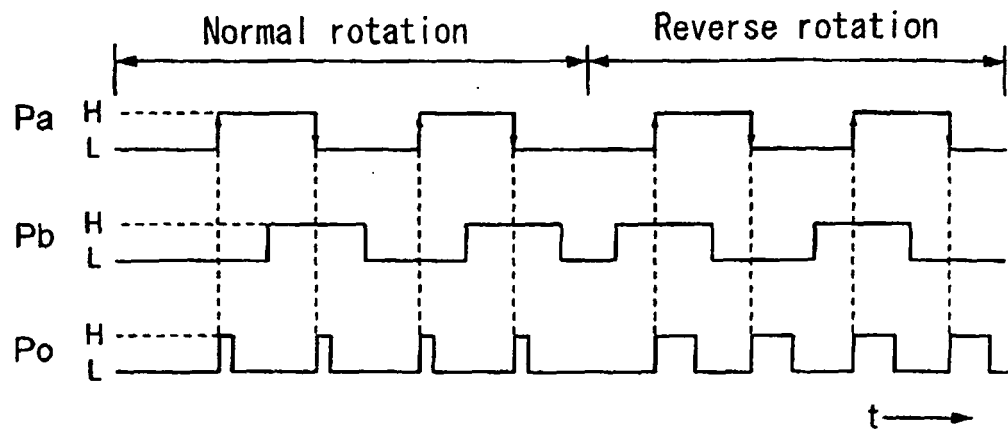 Normal rotation
Reverse rotation
Pa H
L
Pb H
L
Po H
L
t